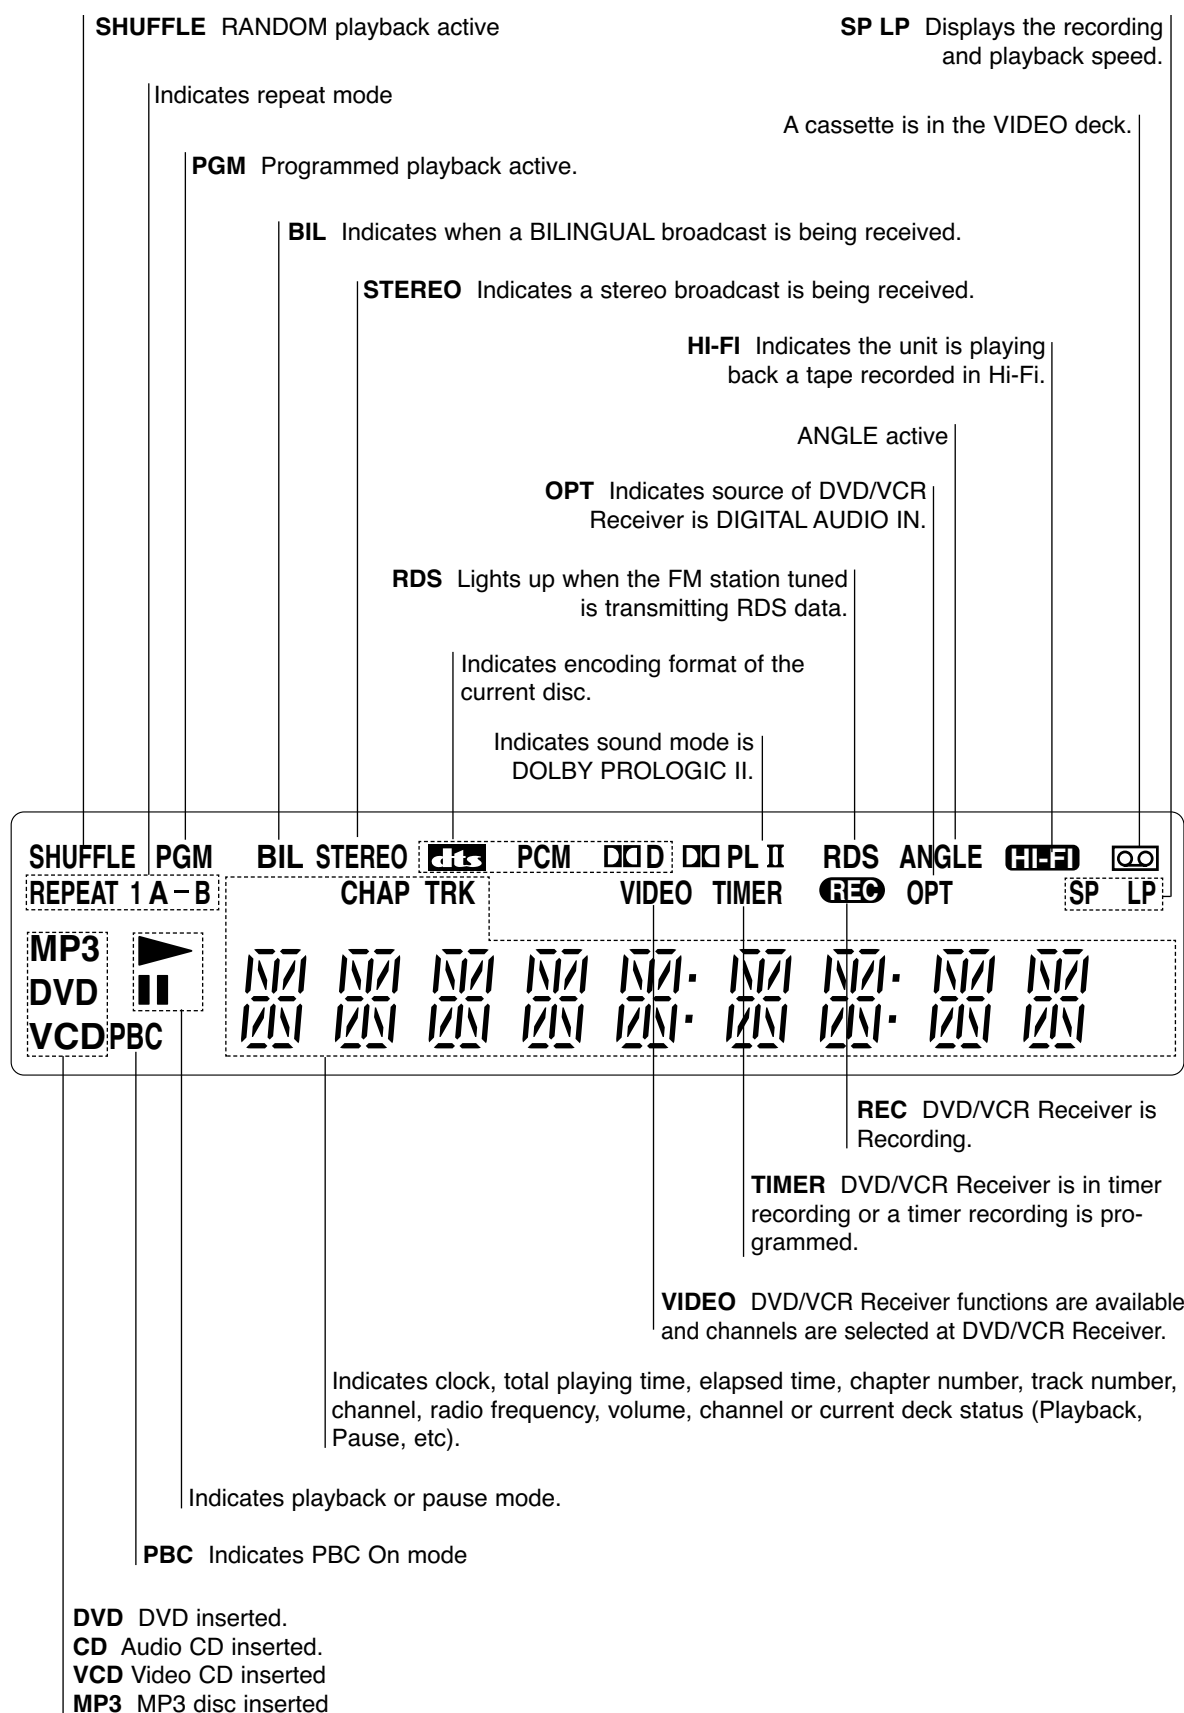 SHUFFLE RANDOM playback active
SP LP Displays the recording
and playback speed.
Indicates repeat mode
A cassette is in the VIDEO deck.
PGM Programmed playback active.
BIL Indicates when a BILINGUAL broadcast is being received.
STEREO Indicates a stereo broadcast is being received.
HI-FI Indicates the unit is playing
back a tape recorded in Hi-Fi.
ANGLE active
OPT Indicates source of DVD/VCR
Receiver is DIGITAL AUDIO IN.
RDS Lights up when the FM station tuned
is transmitting RDS data.
Indicates encoding format of the
current disc.
Indicates sound mode is
DOLBY PROLOGIC II.
SHUFFLE PGM BIL STEREO dts PCM D PL II RDS ANGLE HI-FI
REPEAT 1 A – B CHAP TRK VIDEO TIMER REC OPT SP LP
MP3
DVD
VCD PBC
REC DVD/VCR Receiver is
Recording.
TIMER DVD/VCR Receiver is in timer
recording or a timer recording is pro-
grammed.
VIDEO DVD/VCR Receiver functions are available
and channels are selected at DVD/VCR Receiver.
Indicates clock, total playing time, elapsed time, chapter number, track number,
channel, radio frequency, volume, channel or current deck status (Playback,
Pause, etc).
Indicates playback or pause mode.
PBC Indicates PBC On mode
DVD DVD inserted.
CD Audio CD inserted.
VCD Video CD inserted
MP3 MP3 disc inserted